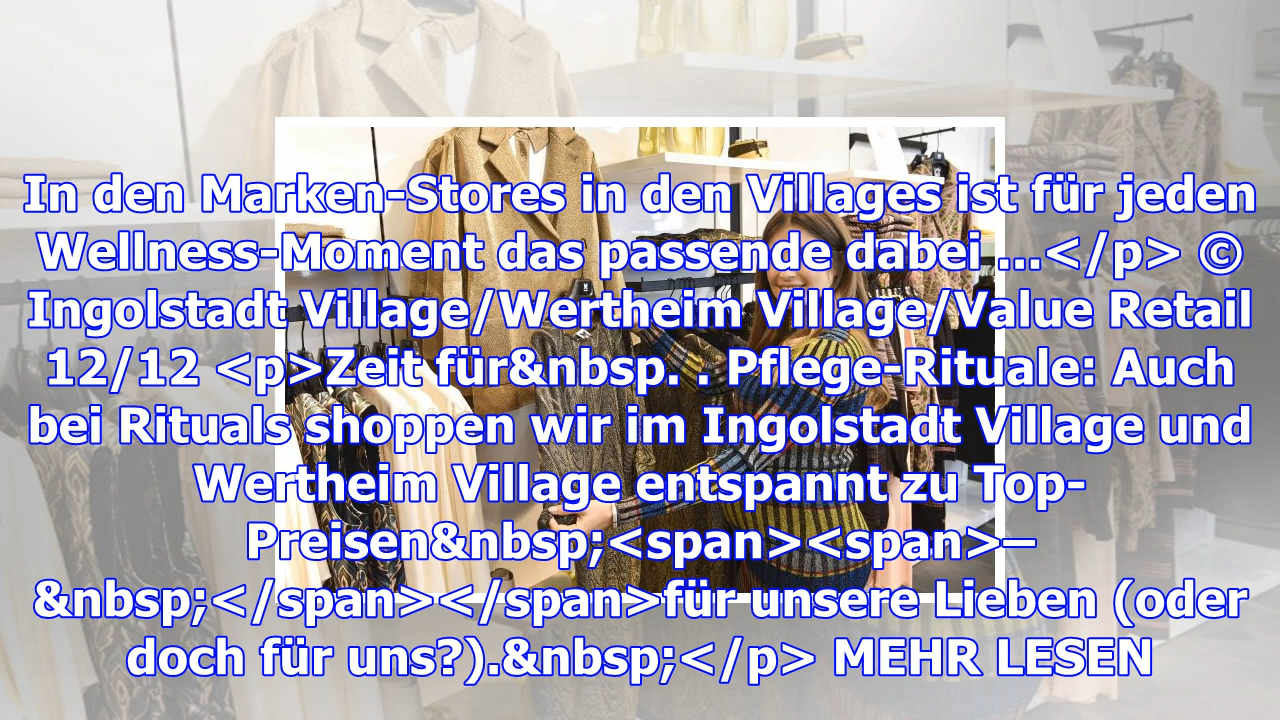 In den Marken-Stores in den Villages ist für jeden
Wellness-Moment das passende dabei ...</p> ©
Ingolstadt Village/Wertheim Village/Value Retail
12/12 <p>Zeit für&nbsp. . Pflege-Rituale: Auch
bei Rituals shoppen wir im Ingolstadt Village und
Wertheim Village entspannt zu Top-
Preisen&nbsp;<span><span>–
&nbsp;</span></span>für unsere Lieben (oder
doch für uns?).&nbsp;</p> MEHR LESEN